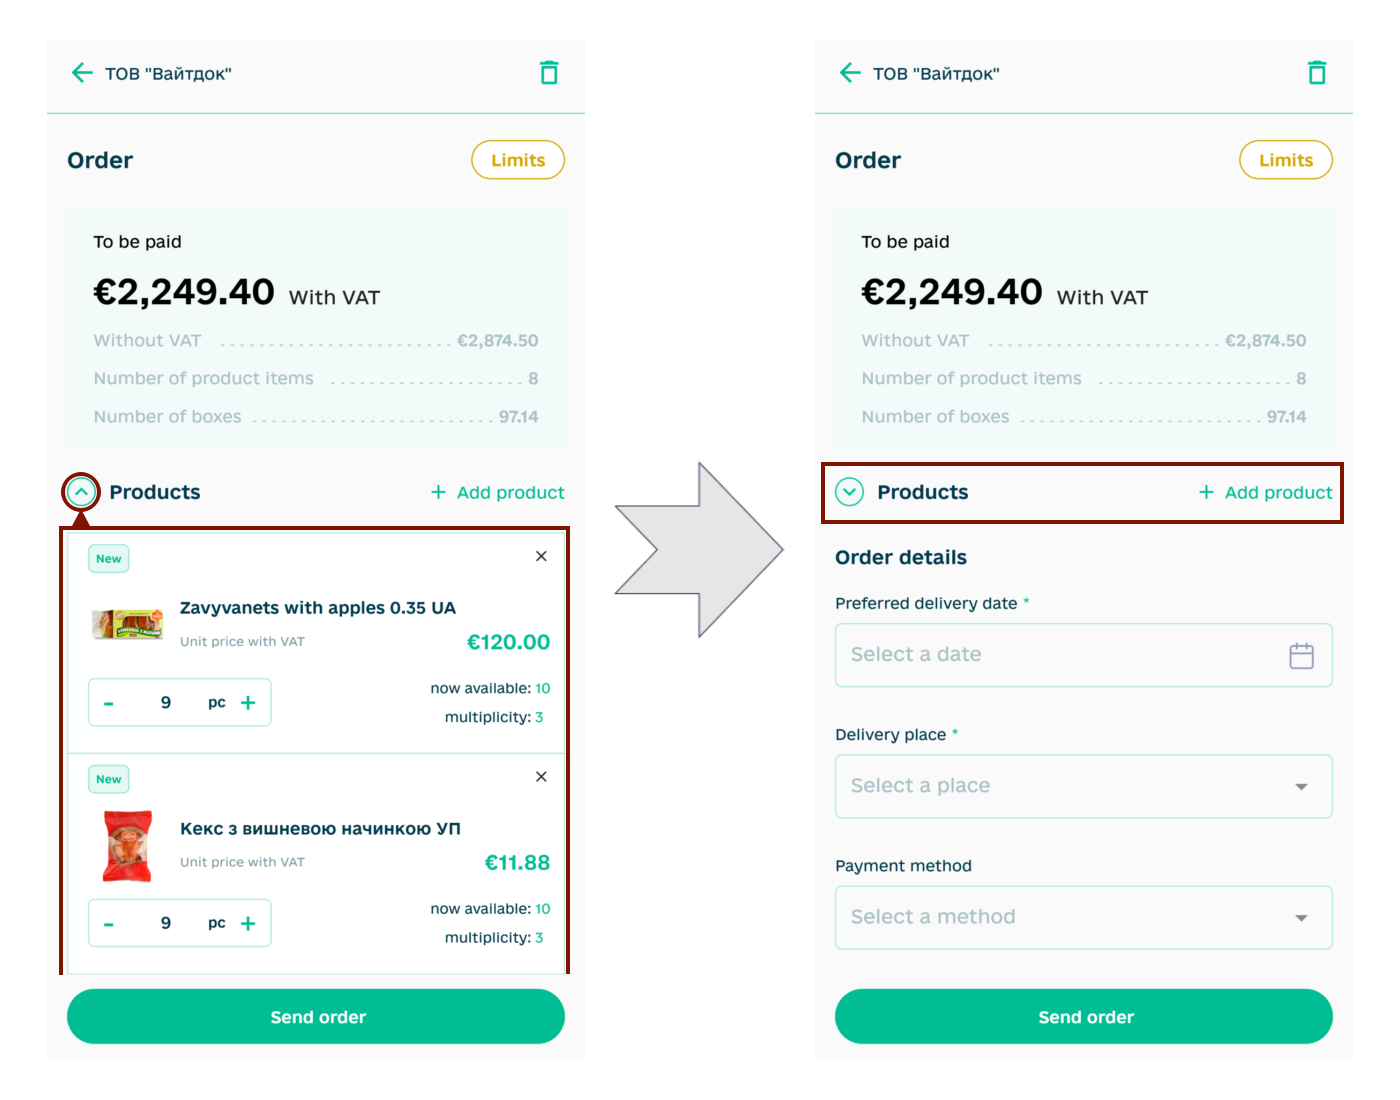 ТОВ "Вайтдок"
Order
Limits
To be paid
€2,249.40 With VAT
Without VAT €2,874.50
Number of product items 8
Number of boxes 97.14
Products
+ Add product
New
Zavyvanets with apples 0.35 UA
Unit price with VAT €120.00
- 9 pc +
now available: 10
multiplicity: 3
New
Кекс з вишневою начинкою УП
Unit price with VAT €11.88
- 9 pc +
now available: 10
multiplicity: 3
Send order
ТОВ "Вайтдок"
Order
Limits
To be paid
€2,249.40 With VAT
Without VAT €2,874.50
Number of product items 8
Number of boxes 97.14
Products
+ Add product
Order details
Preferred delivery date *
Select a date
Delivery place *
Select a place
Payment method
Select a method
Send order